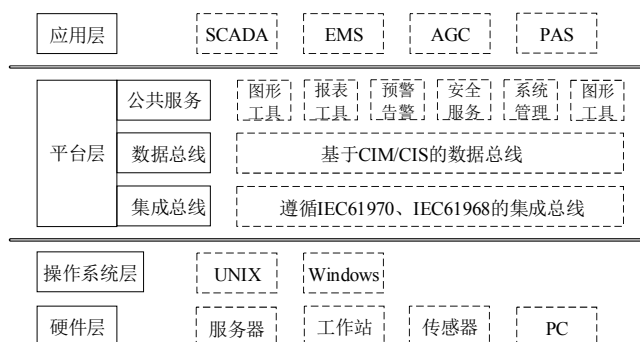 应用层 SCADA EMS AGC PAS
公共服务 图形工具 报表工具 预警告警 安全服务 系统管理 图形工具
平台层 数据总线 基于CIM/CIS的数据总线
集成总线 遵循IEC61970、IEC61968的集成总线
操作系统层 UNIX Windows
硬件层 服务器 工作站 传感器 PC